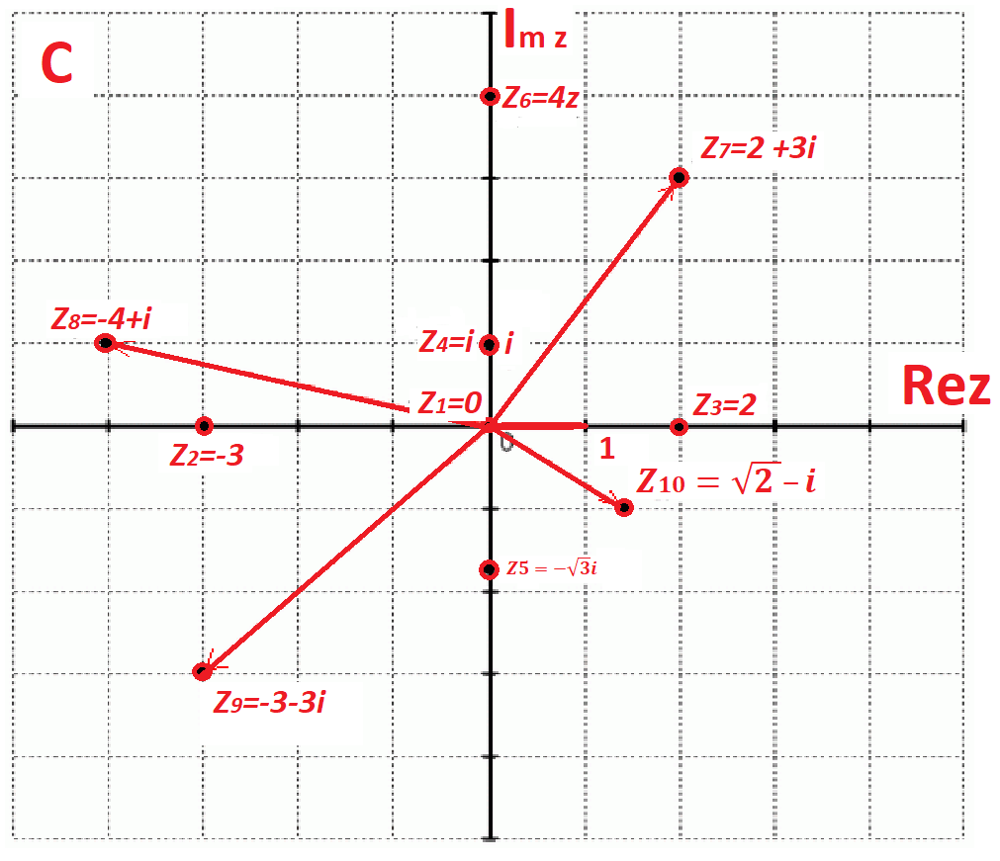 Im z
C
Z6=4z
Z7=2 +3i
Z8=-4+i
Z4=i i
Rez
Z1=0
Z3=2
0
1
Z2=-3
Z10 = √2 - i
Z5 = −√3i
Z9=-3-3i